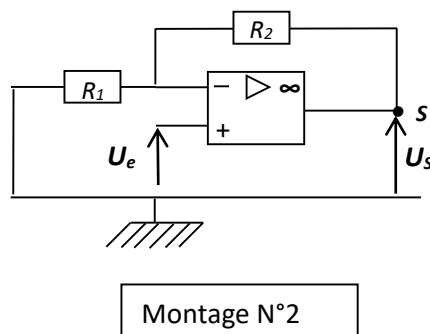 R2
R1
− ▷ ∞
+
S
Ue
US
Montage N°2